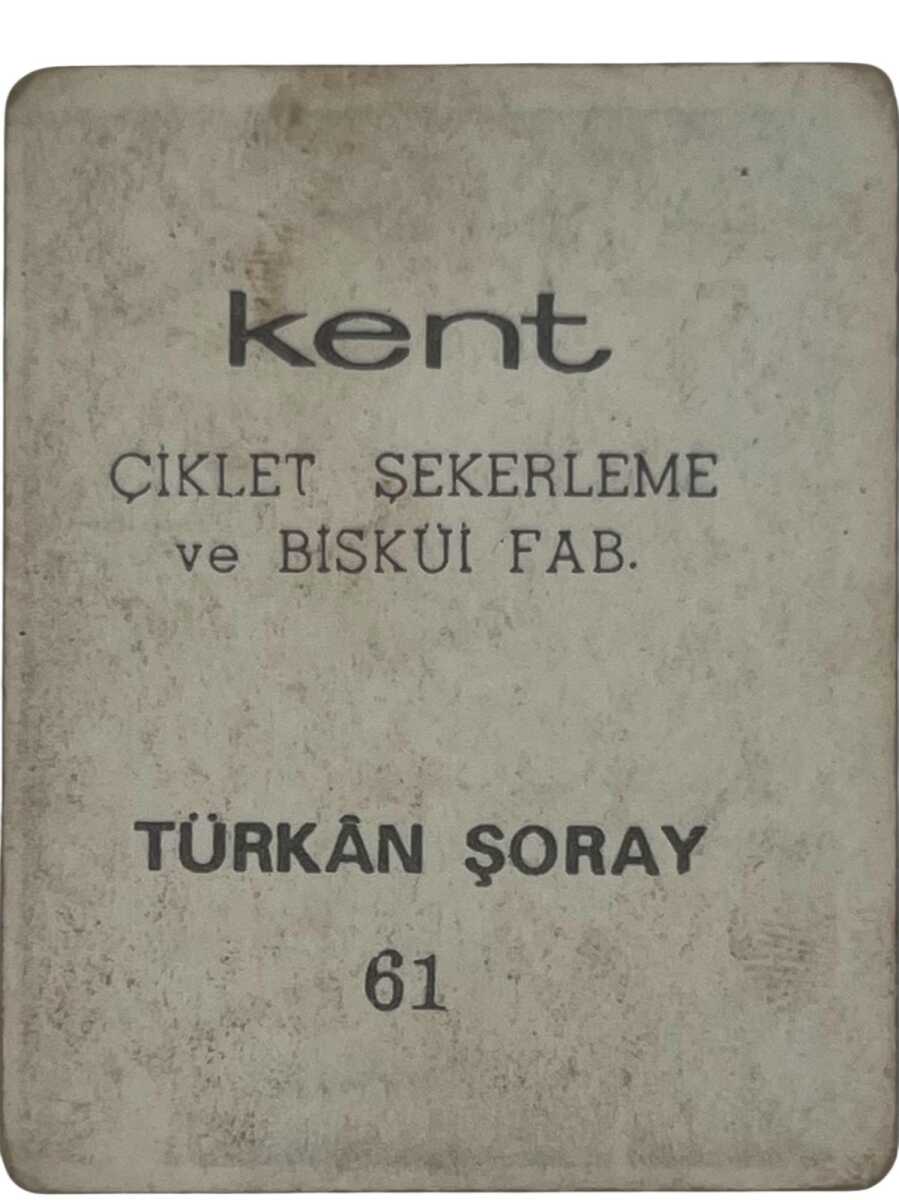 kent
ÇİKLET ŞEKERLEME
ve BİSKÜİ FAB.
TÜRKÂN ŞORAY
61